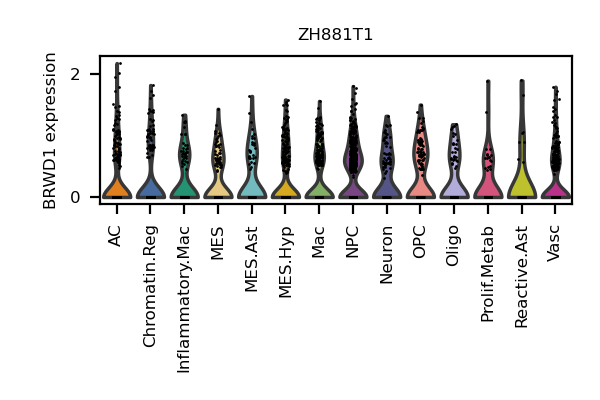 ZH881T1
BRWD1 expression
2
0
AC
Chromatin.Reg
Inflammatory.Mac
MES
MES.Ast
MES.Hyp
Mac
NPC
Neuron
OPC
Oligo
Prolif.Metab
Reactive.Ast
Vasc